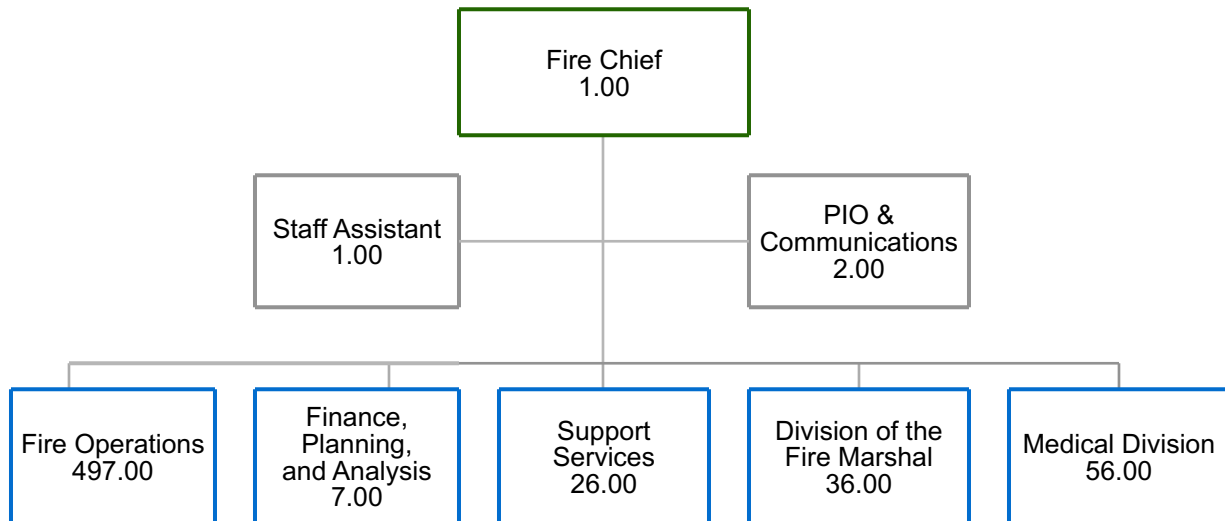 Fire Chief
1.00
Staff Assistant
1.00
PIO &
Communications
2.00
Fire Operations
497.00
Finance,
Planning,
and Analysis
7.00
Support
Services
26.00
Division of the
Fire Marshal
36.00
Medical Division
56.00